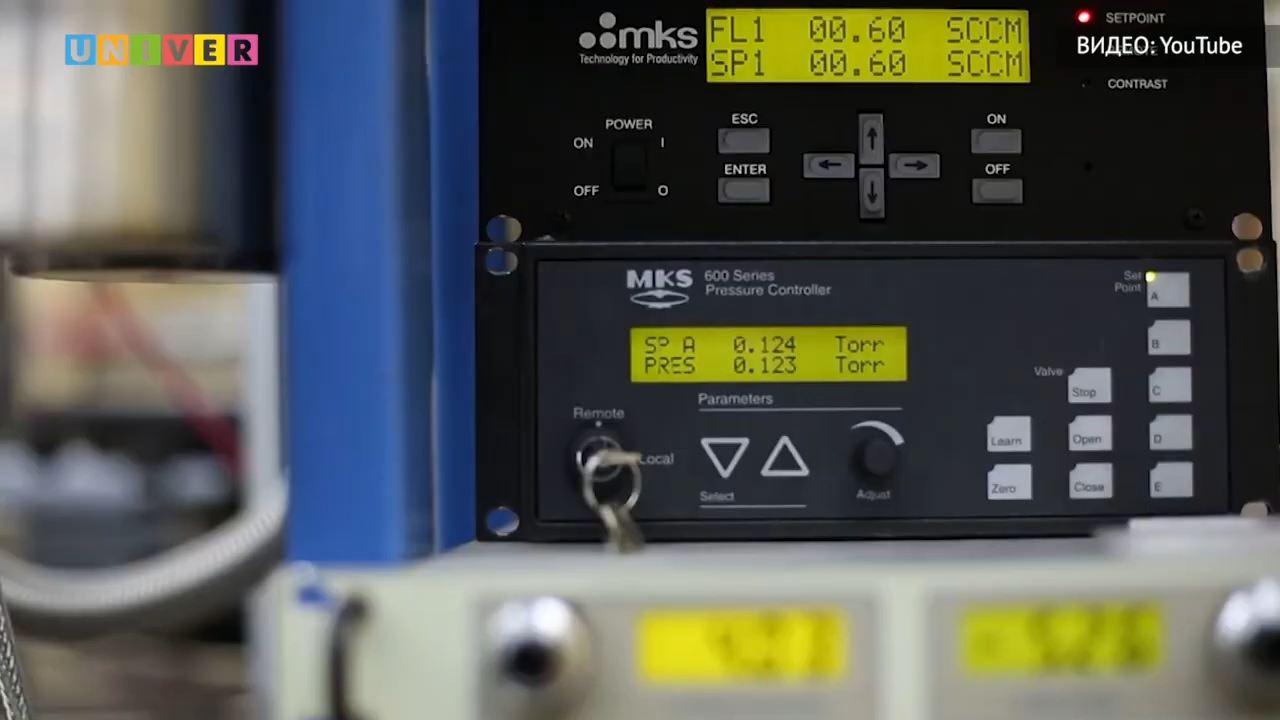 UNIVER
mks
Technology for Productivity
FL1 00.60 SCCM
SP1 00.60 SCCM
SETPOINT
ВИДЕО: YouTube
CONTRAST
POWER
ON I
OFF O
ESC
ENTER
ON
OFF
MKS
600 Series
Pressure Controller
SP A 0.124 Torr
PRES 0.123 Torr
Set
Point
A
B
C
D
E
Valve
Stop
Learn
Open
Zero
Close
Parameters
Remote
Local
Select
Adjust